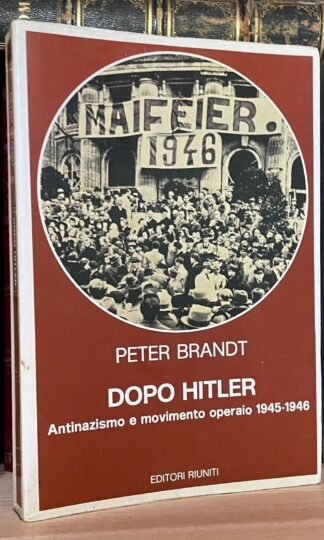 MAIFEIER.
1946
PETER BRANDT
DOPO HITLER
Antinazismo e movimento operaio 1945-1946
EDITORI RIUNITI